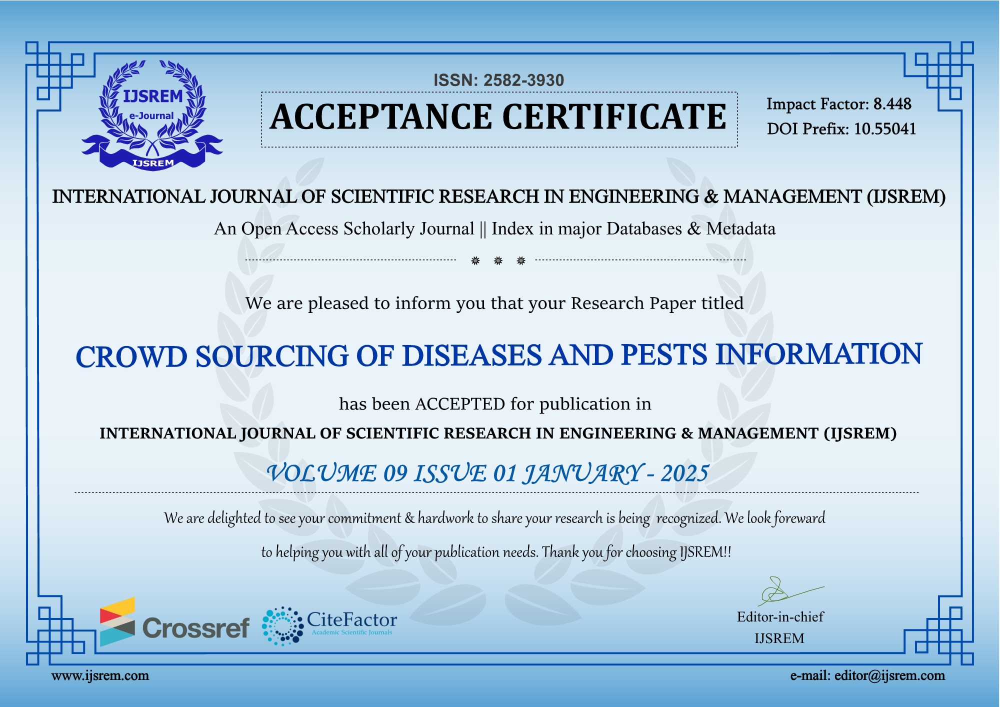 IJSREM
e-Journal
IJSREM
ISSN: 2582-3930
ACCEPTANCE CERTIFICATE
Impact Factor: 8.448
DOI Prefix: 10.55041
INTERNATIONAL JOURNAL OF SCIENTIFIC RESEARCH IN ENGINEERING & MANAGEMENT (IJSREM)
An Open Access Scholarly Journal || Index in major Databases & Metadata
We are pleased to inform you that your Research Paper titled
CROWD SOURCING OF DISEASES AND PESTS INFORMATION
has been ACCEPTED for publication in
INTERNATIONAL JOURNAL OF SCIENTIFIC RESEARCH IN ENGINEERING & MANAGEMENT (IJSREM)
VOLUME 09 ISSUE 01 JANUARY - 2025
We are delighted to see your commitment & hardwork to share your research is being recognized. We look foreward
to helping you with all of your publication needs. Thank you for choosing IJSREM!!
Crossref
CiteFactor
Academic Scientific Journals
Editor-in-chief
IJSREM
www.ijsrem.com
e-mail: editor@ijsrem.com